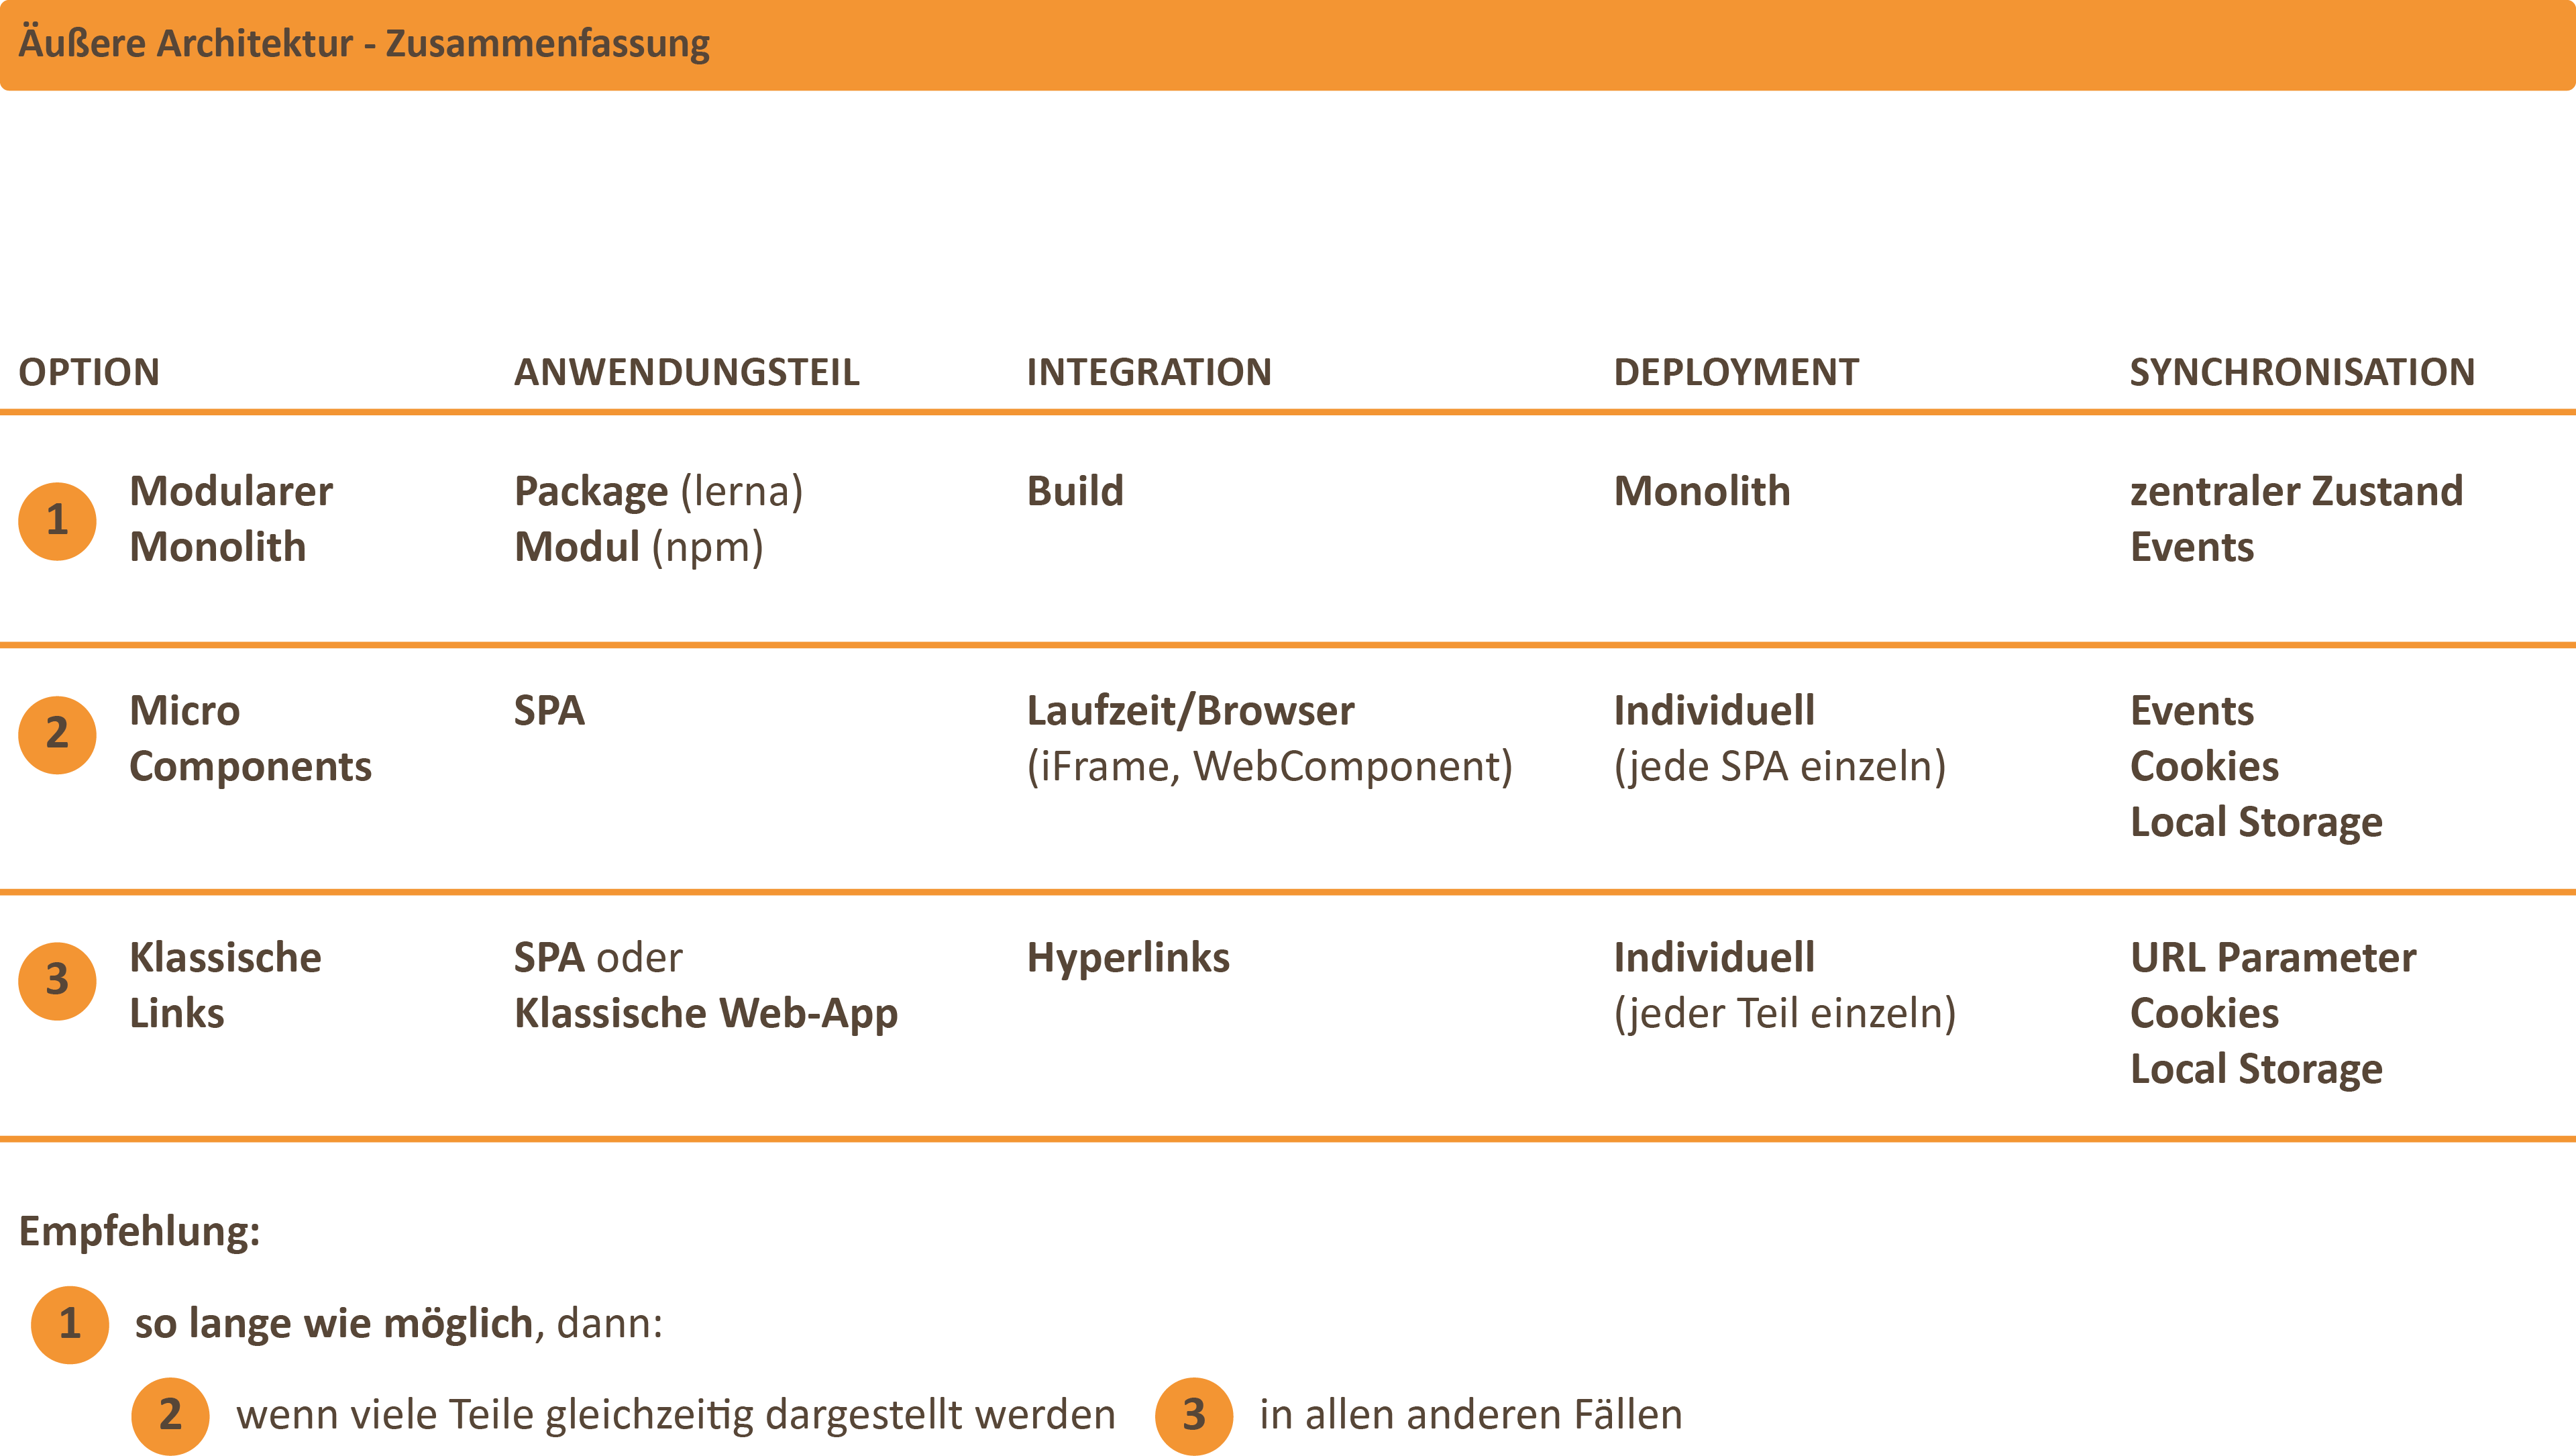 Äußere Architektur - Zusammenfassung
OPTION ANWENDUNGSTEIL INTEGRATION DEPLOYMENT SYNCHRONISATION
1 Modularer Package (lerna) Build Monolith zentraler Zustand
Monolith Modul (npm) Events
2 Micro SPA Laufzeit/Browser Individuell Events
Components (iFrame, WebComponent) (jede SPA einzeln) Cookies
Local Storage
3 Klassische SPA oder Hyperlinks Individuell URL Parameter
Links Klassische Web-App (jeder Teil einzeln) Cookies
Local Storage
Empfehlung:
1 so lange wie möglich, dann:
2 wenn viele Teile gleichzeitig dargestellt werden 3 in allen anderen Fällen